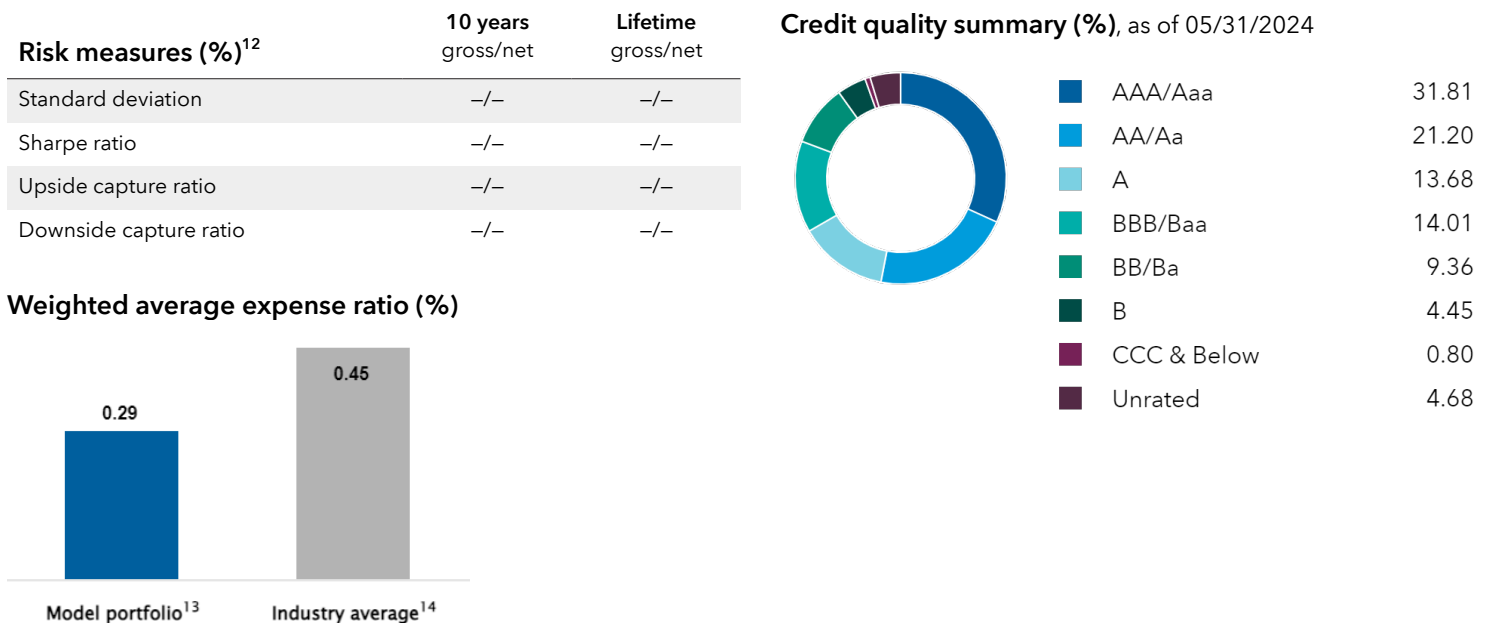 Risk measures (%)12
10 years gross/net
Lifetime gross/net
Standard deviation –/– –/–
Sharpe ratio –/– –/–
Upside capture ratio –/– –/–
Downside capture ratio –/– –/–
Weighted average expense ratio (%)
0.29
0.45
Model portfolio13
Industry average14
Credit quality summary (%), as of 05/31/2024
AAA/Aaa 31.81
AA/Aa 21.20
A 13.68
BBB/Baa 14.01
BB/Ba 9.36
B 4.45
CCC & Below 0.80
Unrated 4.68